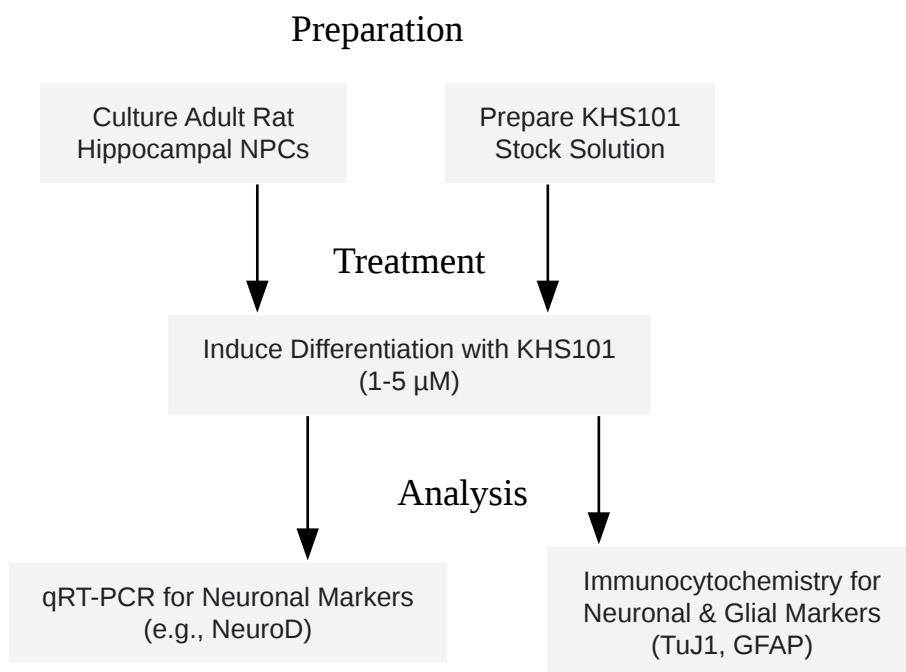 Preparation
Culture Adult Rat
Hippocampal NPCs
Prepare KHS101
Stock Solution
Treatment
Induce Differentiation with KHS101
(1-5 µM)
Analysis
qRT-PCR for Neuronal Markers
(e.g., NeuroD)
Immunocytochemistry for
Neuronal & Glial Markers
(TuJ1, GFAP)